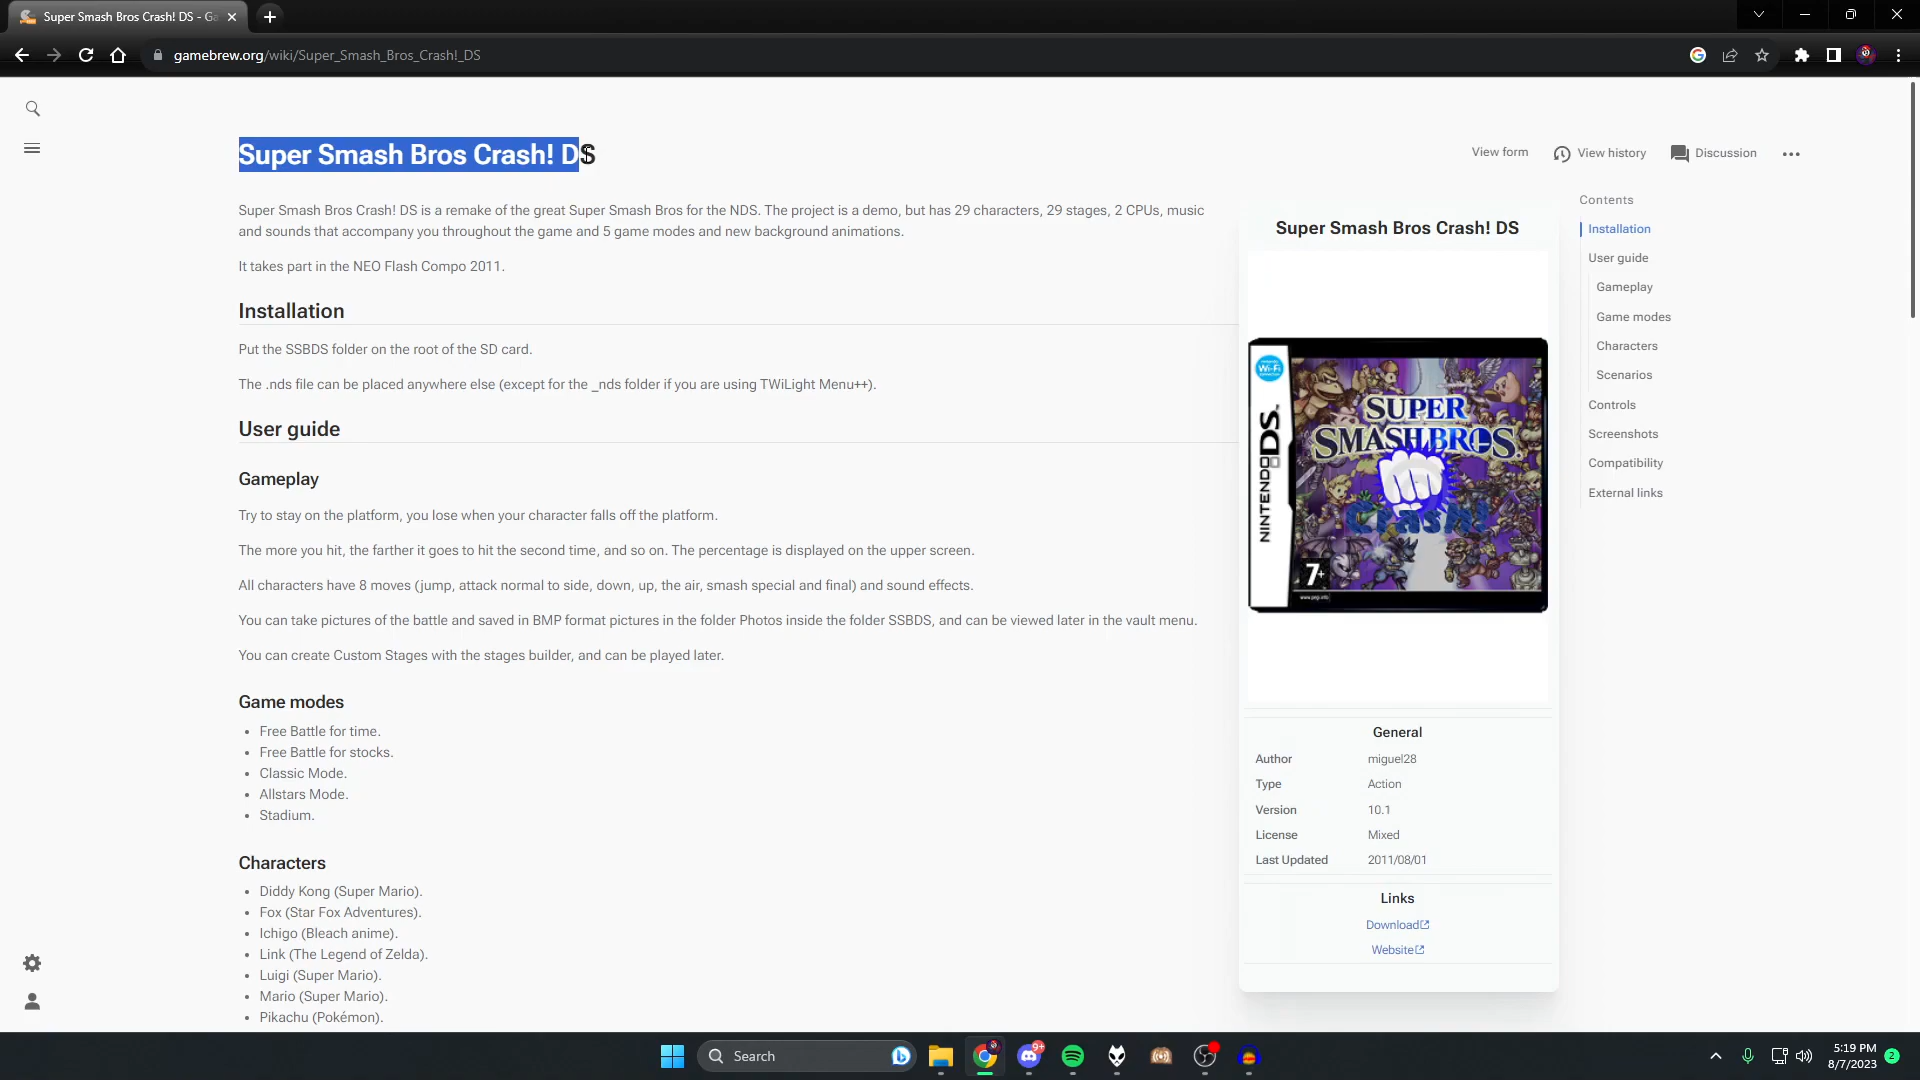 Super Smash Bros Crash! DS - Ga
gamebrew.org/wiki/Super_Smash_Bros_Crash!_DS
Super Smash Bros Crash! DS
View form
View history
Discussion
Super Smash Bros Crash! DS is a remake of the great Super Smash Bros for the NDS. The project is a demo, but has 29 characters, 29 stages, 2 CPUs, music
and sounds that accompany you throughout the game and 5 game modes and new background animations.
It takes part in the NEO Flash Compo 2011.
Installation
Put the SSBDS folder on the root of the SD card.
The .nds file can be placed anywhere else (except for the _nds folder if you are using TWiLight Menu++).
User guide
Gameplay
Try to stay on the platform, you lose when your character falls off the platform.
The more you hit, the farther it goes to hit the second time, and so on. The percentage is displayed on the upper screen.
All characters have 8 moves (jump, attack normal to side, down, up, the air, smash special and final) and sound effects.
You can take pictures of the battle and saved in BMP format pictures in the folder Photos inside the folder SSBDS, and can be viewed later in the vault menu.
You can create Custom Stages with the stages builder, and can be played later.
Game modes
• Free Battle for time.
• Free Battle for stocks.
• Classic Mode.
• Allstars Mode.
• Stadium.
Characters
• Diddy Kong (Super Mario).
• Fox (Star Fox Adventures).
• Ichigo (Bleach anime).
• Link (The Legend of Zelda).
• Luigi (Super Mario).
• Mario (Super Mario).
• Pikachu (Pokémon).
Super Smash Bros Crash! DS
Nintendo
Wi-Fi
NINTENDO DS
SUPER
SMASH BROS.
Crash!
7+
www.pegi.info
General
Author miguel28
Type Action
Version 10.1
License Mixed
Last Updated 2011/08/01
Links
Download
Website
Contents
Installation
User guide
Gameplay
Game modes
Characters
Scenarios
Controls
Screenshots
Compatibility
External links
Search
9+
5:19 PM
8/7/2023
2